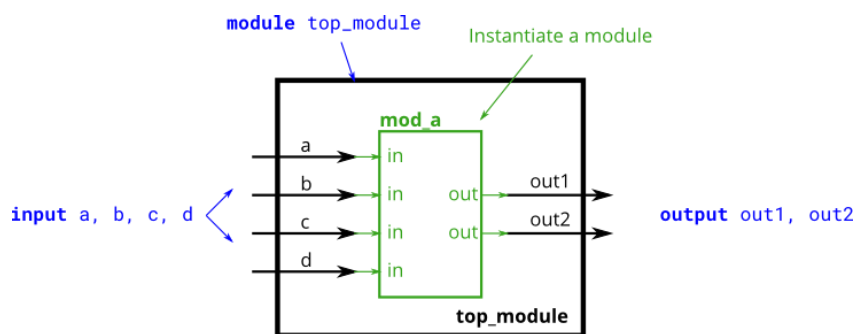 module top_module
Instantiate a module
mod_a
a
in
b
in
out
out1
input a, b, c, d
output out1, out2
c
in
out
out2
d
in
top_module